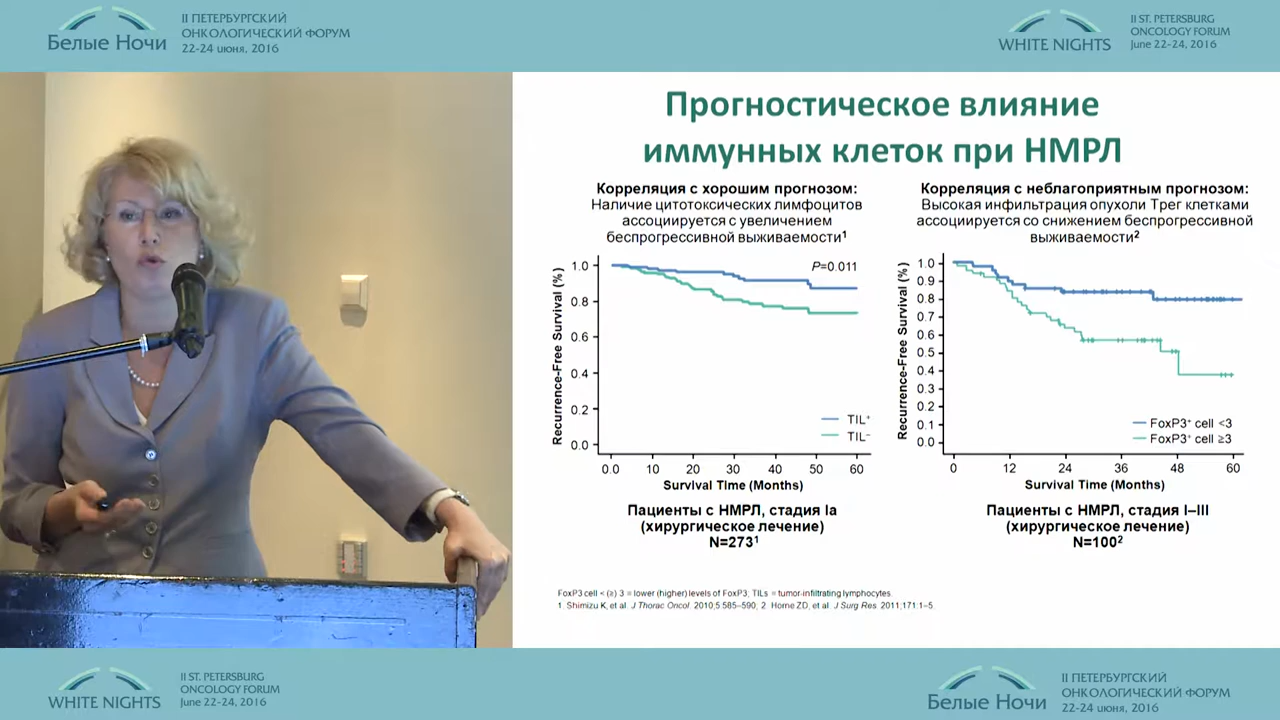 Белые Ночи
II ПЕТЕРБУРГСКИЙ
ОНКОЛОГИЧЕСКИЙ ФОРУМ
22-24 июня, 2016
WHITE NIGHTS
II ST. PETERSBURG
ONCOLOGY FORUM
June 22-24, 2016
Прогностическое влияние
иммунных клеток при НМРЛ
Корреляция с хорошим прогнозом:
Наличие цитотоксических лимфоцитов
ассоциируется с увеличением
беспрогрессивной выживаемости1
P=0.011
Recurrence-Free Survival (%)
1.0
0.8
0.6
0.4
0.2
0.0
TIL+
TIL–
0.0 10 20 30 40 50 60
Survival Time (Months)
Пациенты с НМРЛ, стадия Ia
(хирургическое лечение)
N=2731
Корреляция с неблагоприятным прогнозом:
Высокая инфильтрация опухоли Трег клетками
ассоциируется со снижением беспрогрессивной
выживаемости2
Recurrence-Free Survival (%)
1.0
0.9
0.8
0.7
0.6
0.5
0.4
0.3
0.2
0.1
0.0
FoxP3+ cell <3
FoxP3+ cell ≥3
0 12 24 36 48 60
Survival Time (Months)
Пациенты с НМРЛ, стадия I–III
(хирургическое лечение)
N=1002
FoxP3 cell < (≥) 3 = lower (higher) levels of FoxP3; TILs = tumor-infiltrating lymphocytes.
1. Shimizu K, et al. J Thorac Oncol. 2010;5:585–590; 2. Horne ZD, et al. J Surg Res. 2011;171:1–5.
WHITE NIGHTS
II ST. PETERSBURG
ONCOLOGY FORUM
June 22-24, 2016
Белые Ночи
II ПЕТЕРБУРГСКИЙ
ОНКОЛОГИЧЕСКИЙ ФОРУМ
22-24 июня, 2016